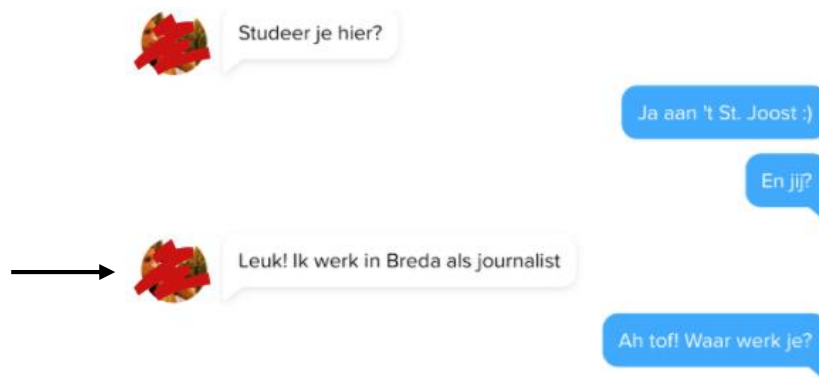 Studeer je hier?
Ja aan 't St. Joost :)
En jij?
Leuk! Ik werk in Breda als journalist
Ah tof! Waar werk je?